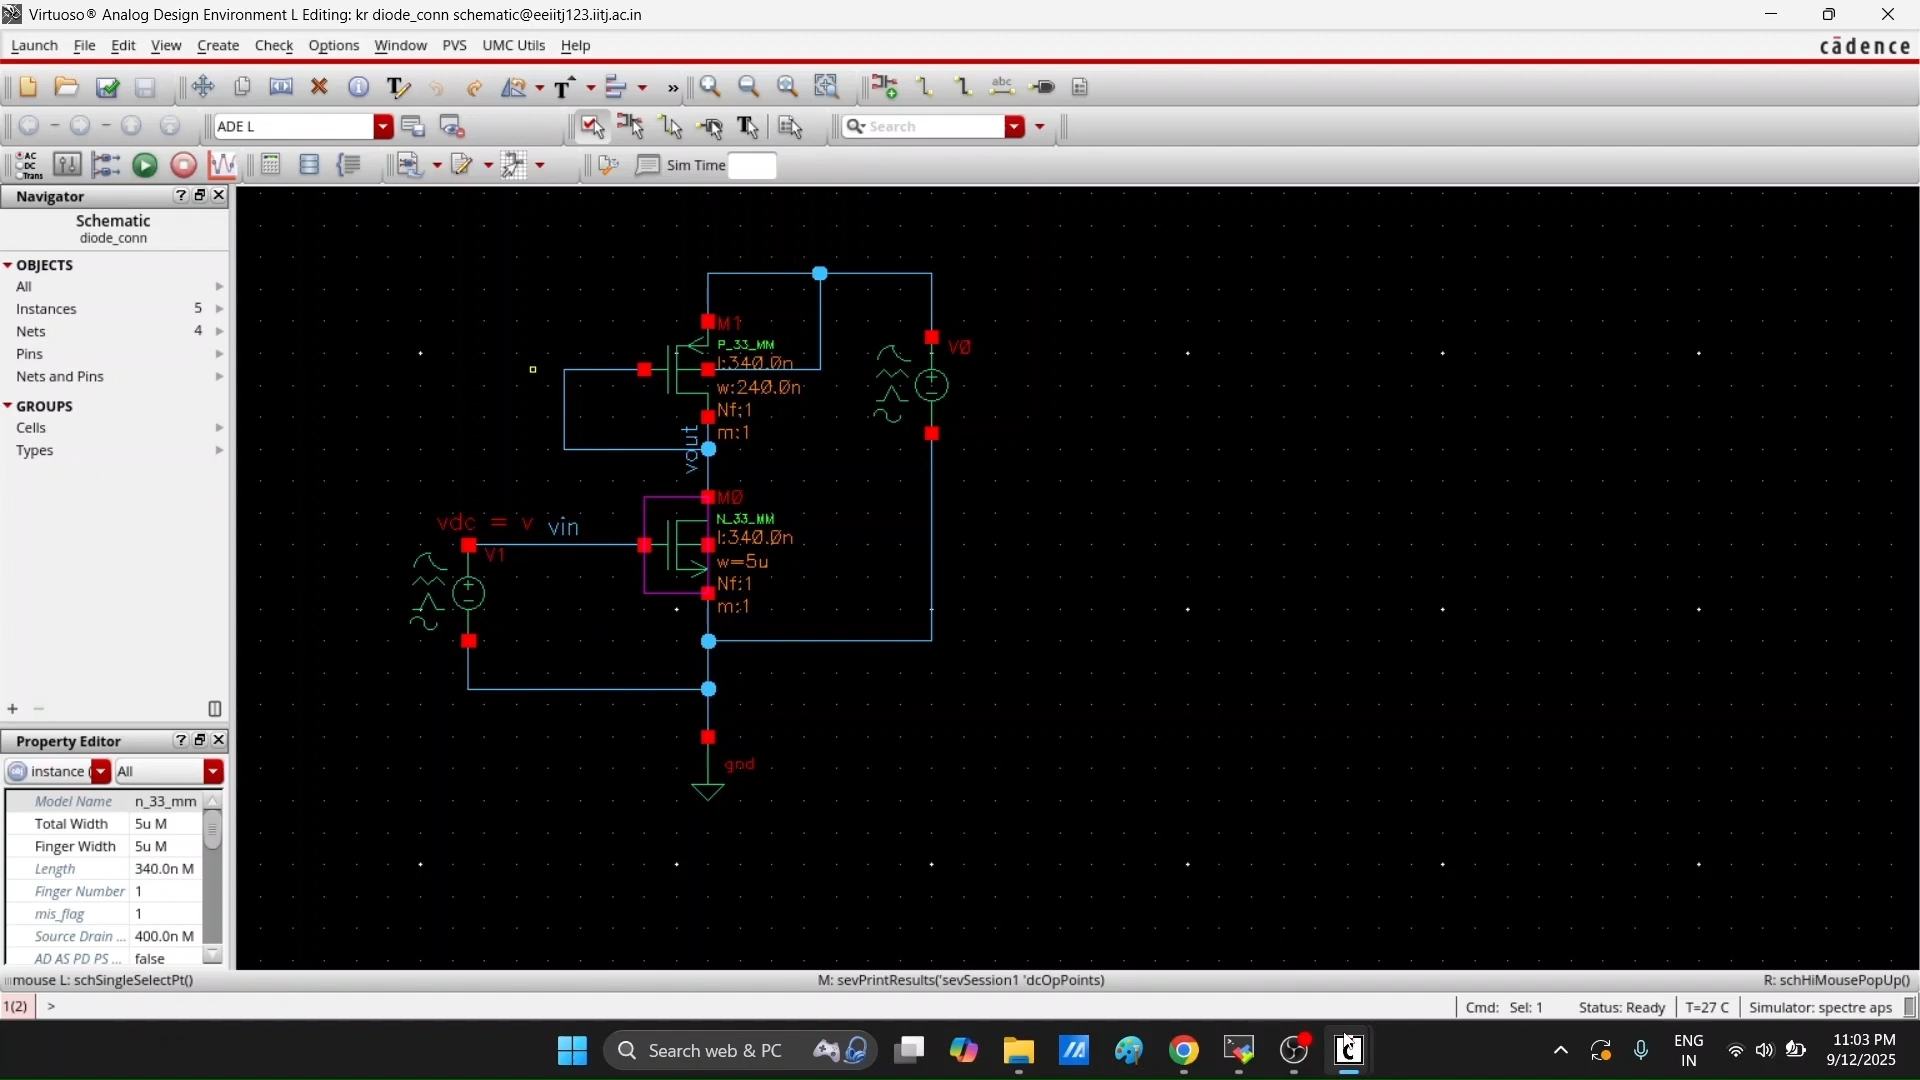 Virtuoso® Analog Design Environment L Editing: kr diode_conn schematic@eeiitj123.iitj.ac.in
Launch File Edit View Create Check Options Window PVS UMC Utils Help
cādence
abc
ADE L
Search
AC DC Trans
Sim Time
Navigator
Schematic
diode_conn
OBJECTS
All
Instances 5
Nets 4
Pins
Nets and Pins
GROUPS
Cells
Types
M1
P_33_MM
l:340.0n
w:240.0n
Nf:1
m:1
V0
vout
M0
N_33_MM
l:340.0n
w=5u
Nf:1
m:1
vdc = v
vin
V1
gnd
Property Editor
instance ( All
Model Name n_33_mm
Total Width 5u M
Finger Width 5u M
Length 340.0n M
Finger Number 1
mis_flag 1
Source Drain ... 400.0n M
AD AS PD PS ... false
mouse L: schSingleSelectPt() M: sevPrintResults('sevSession1 'dcOpPoints) R: schHiMousePopUp()
1(2) > Cmd: Sel: 1 Status: Ready T=27 C Simulator: spectre aps
Search web & PC
ENG
IN
11:03 PM
9/12/2025